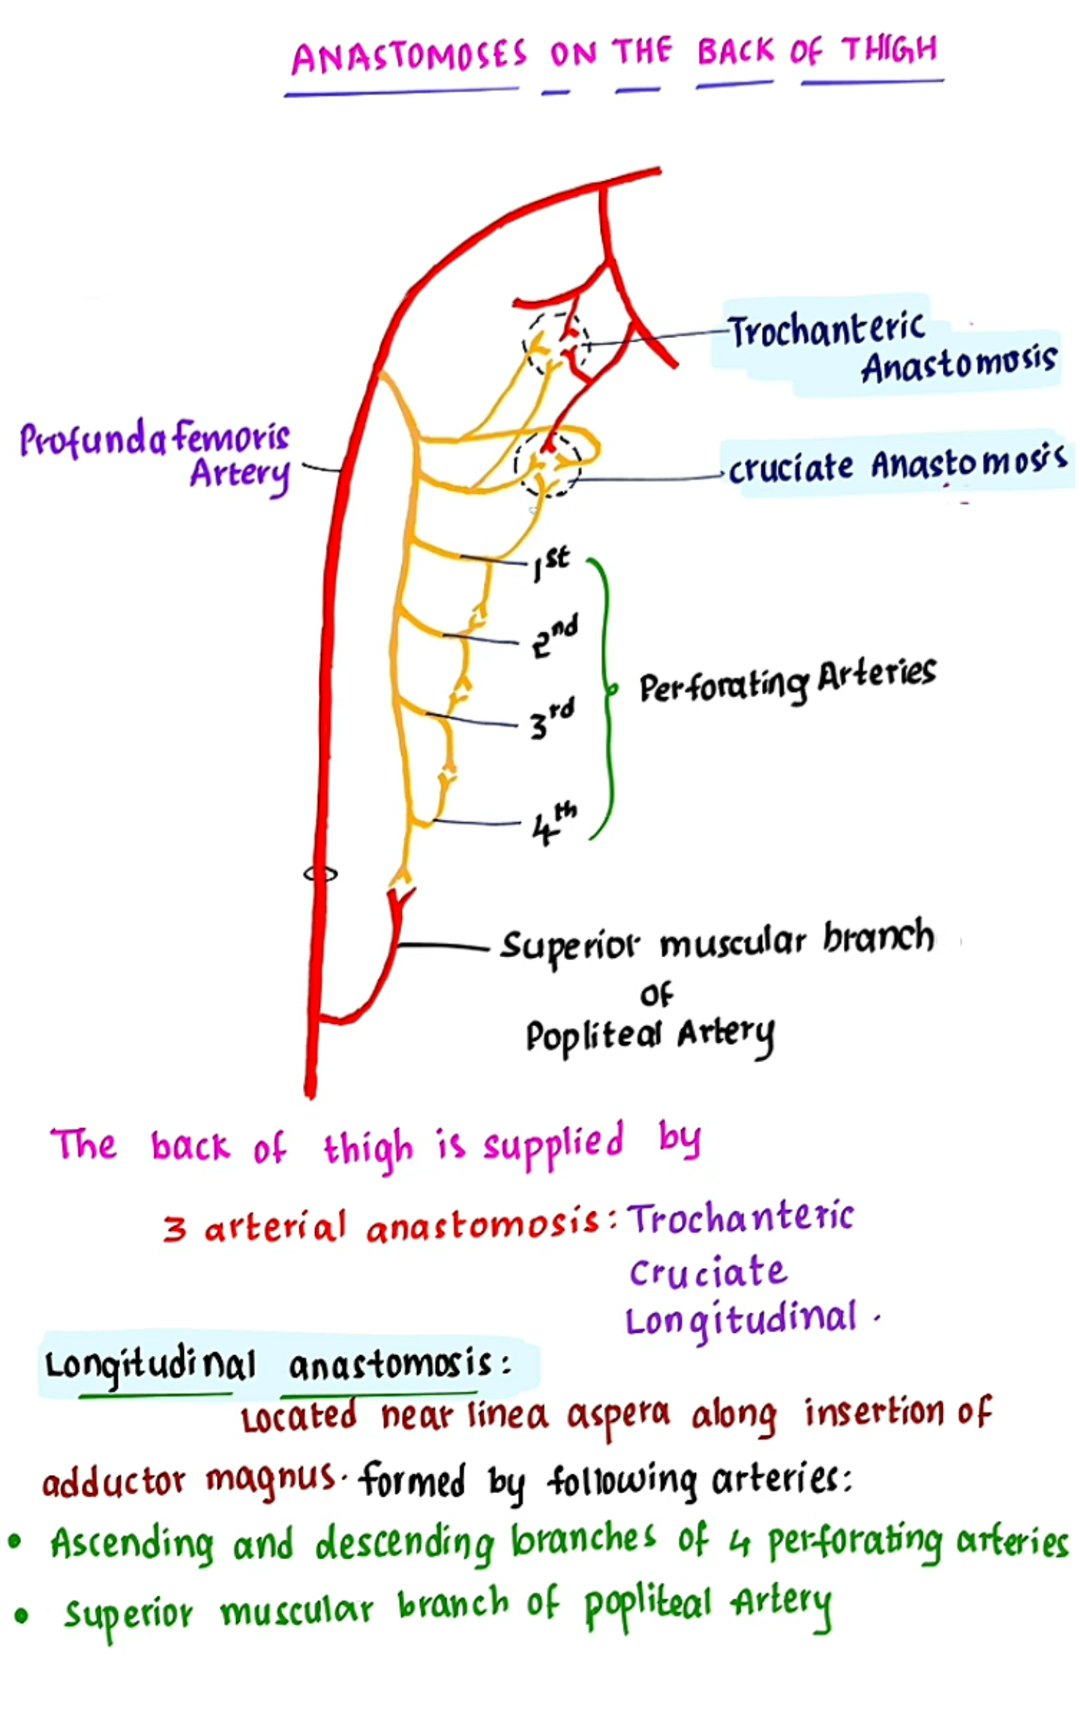 ANASTOMOSES ON THE BACK OF THIGH
Trochanteric
Anastomosis
Profunda femoris
Artery
cruciate Anastomosis
1st
2nd
3rd
4th
Perforating Arteries
Superior muscular branch
of
Popliteal Artery
The back of thigh is supplied by
3 arterial anastomosis: Trochanteric
Cruciate
Longitudinal.
Longitudinal anastomosis:
Located near linea aspera along insertion of
adductor magnus. formed by following arteries:
• Ascending and descending branches of 4 perforating arteries
• Superior muscular branch of popliteal Artery